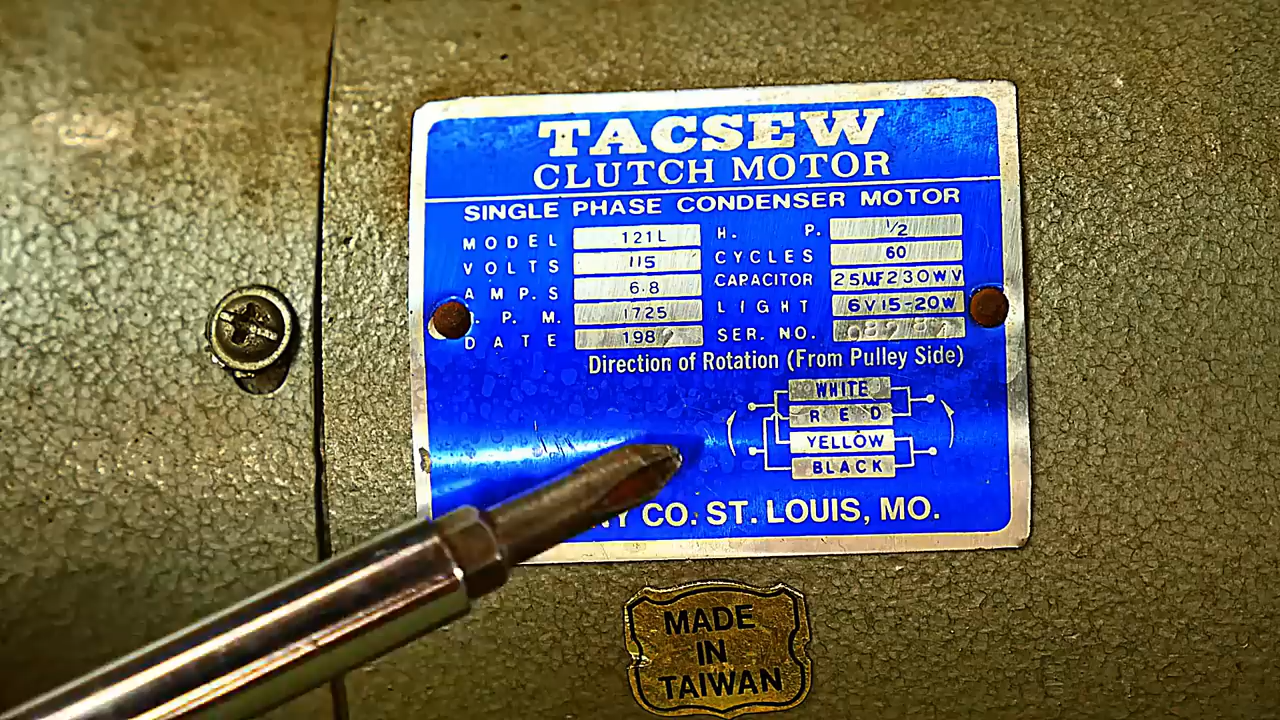 TACSEW
CLUTCH MOTOR
SINGLE PHASE CONDENSER MOTOR
MODEL 121L H. P. 1/2
VOLTS 115 CYCLES 60
AMP.S 6.8 CAPACITOR 25MF230WV
.P.M. 1725 LIGHT 6V15-20W
DATE 198 SER. NO.
Direction of Rotation (From Pulley Side)
WHITE
RED
YELLOW
BLACK
CO. ST. LOUIS, MO.
MADE
IN
TAIWAN